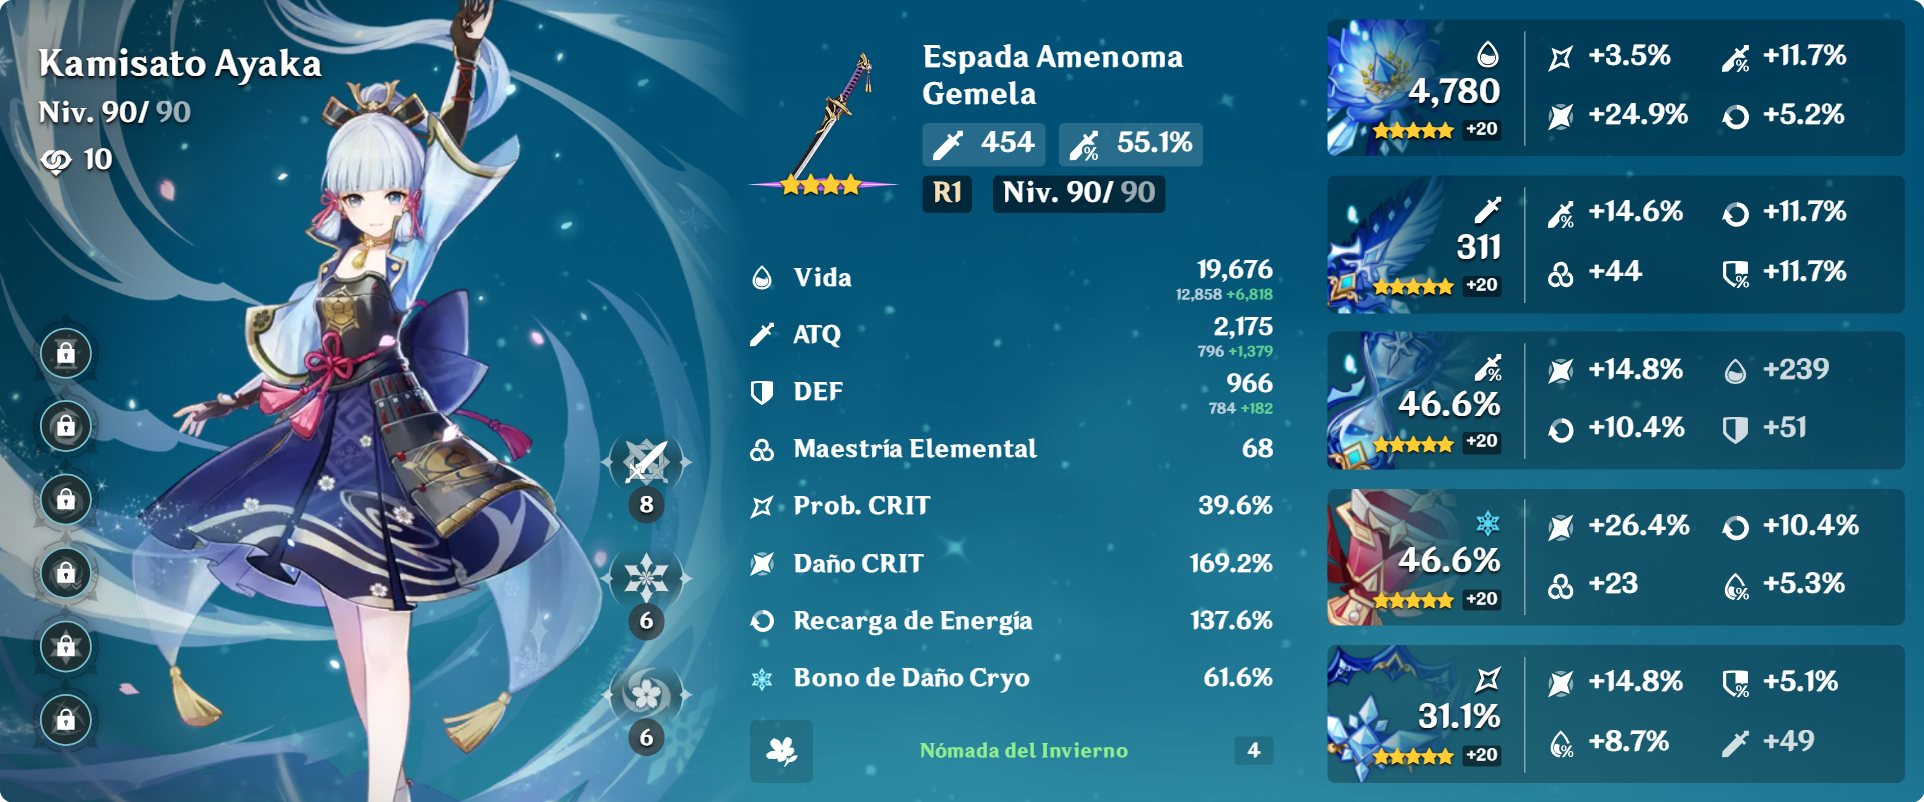 Kamisato Ayaka
Niv. 90/ 90
10
8
6
6
Espada Amenoma
Gemela
454 55.1%
R1 Niv. 90/ 90
Vida 19,676
12,858 +6,818
ATQ 2,175
796 +1,379
DEF 966
784 +182
Maestría Elemental 68
Prob. CRIT 39.6%
Daño CRIT 169.2%
Recarga de Energía 137.6%
Bono de Daño Cryo 61.6%
Nómada del Invierno 4
4,780
+20
+3.5% +11.7%
+24.9% +5.2%
311
+20
+14.6% +11.7%
+44 +11.7%
46.6%
+20
+14.8% +239
+10.4% +51
46.6%
+20
+26.4% +10.4%
+23 +5.3%
31.1%
+20
+14.8% +5.1%
+8.7% +49